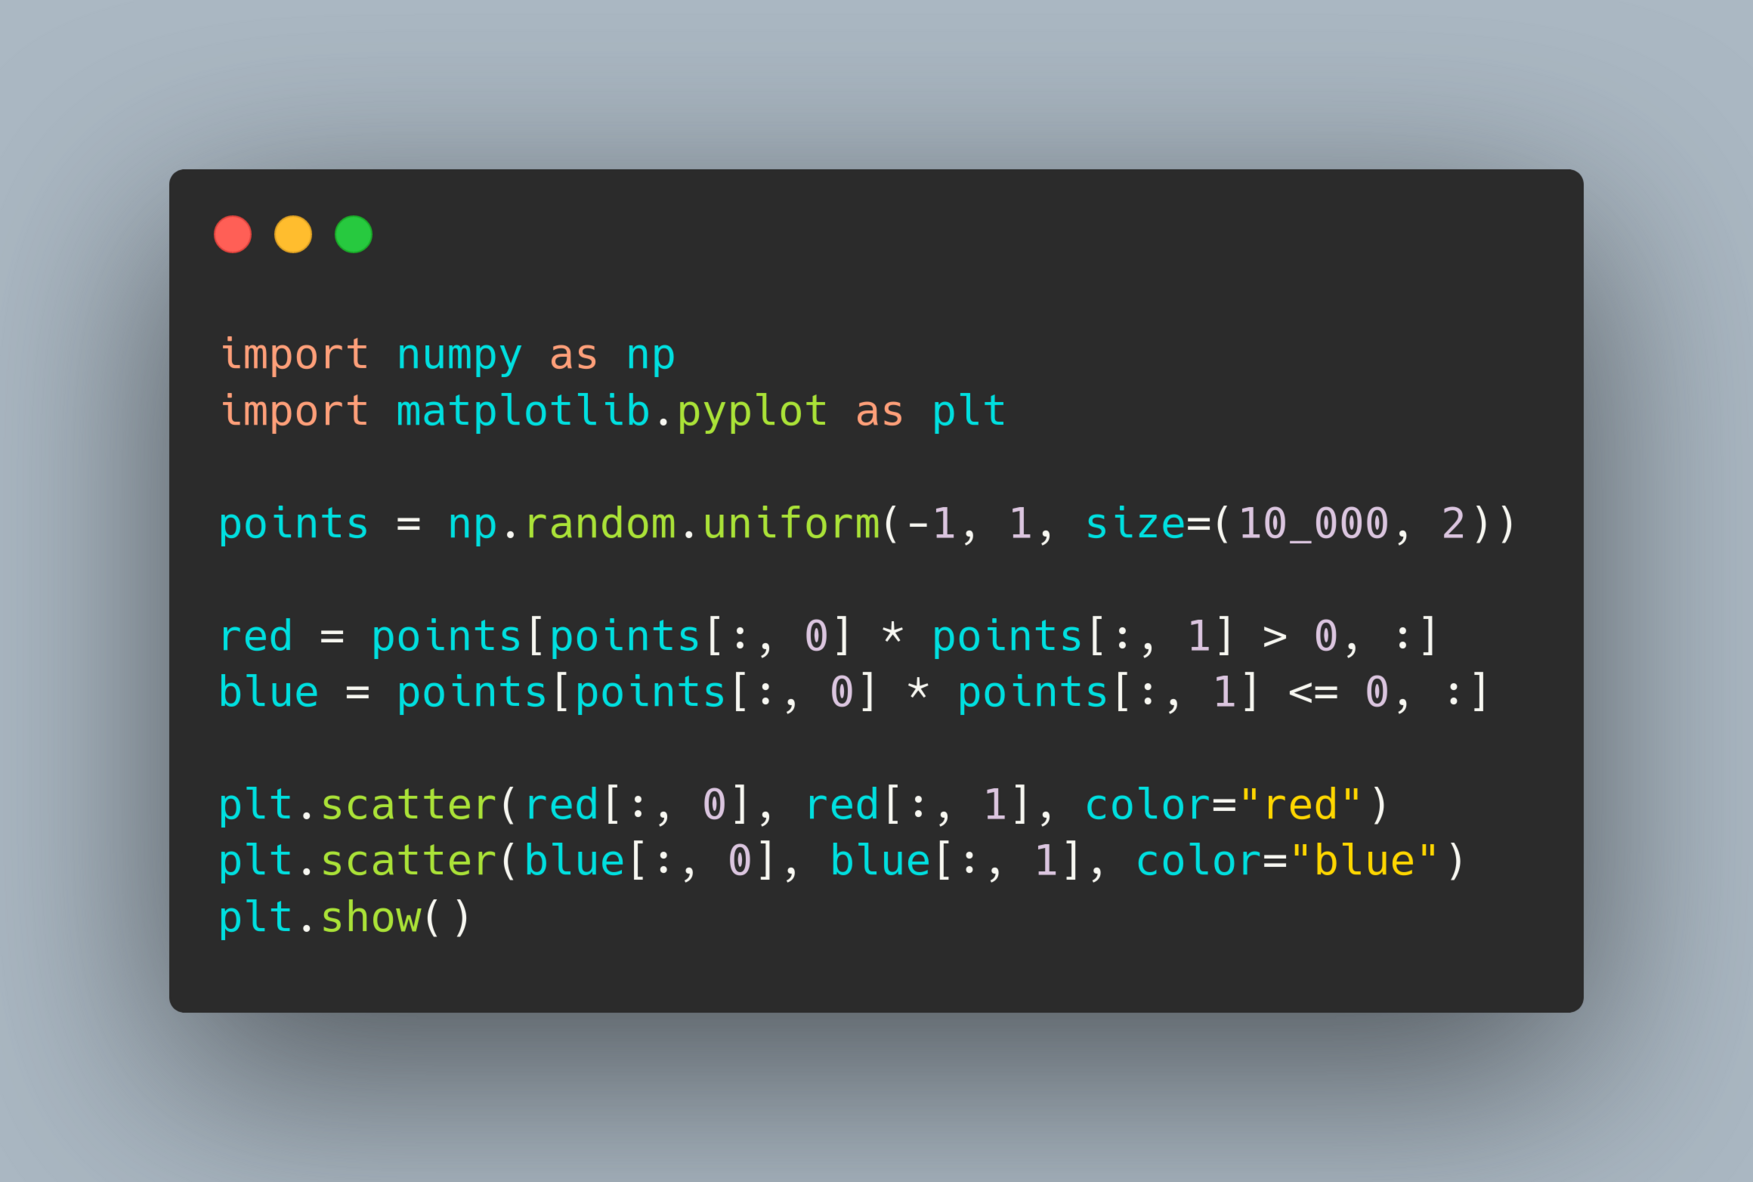 import numpy as np
import matplotlib.pyplot as plt
points = np.random.uniform(-1, 1, size=(10_000, 2))
red = points[points[:, 0] * points[:, 1] > 0, :]
blue = points[points[:, 0] * points[:, 1] <= 0, :]
plt.scatter(red[:, 0], red[:, 1], color="red")
plt.scatter(blue[:, 0], blue[:, 1], color="blue")
plt.show()